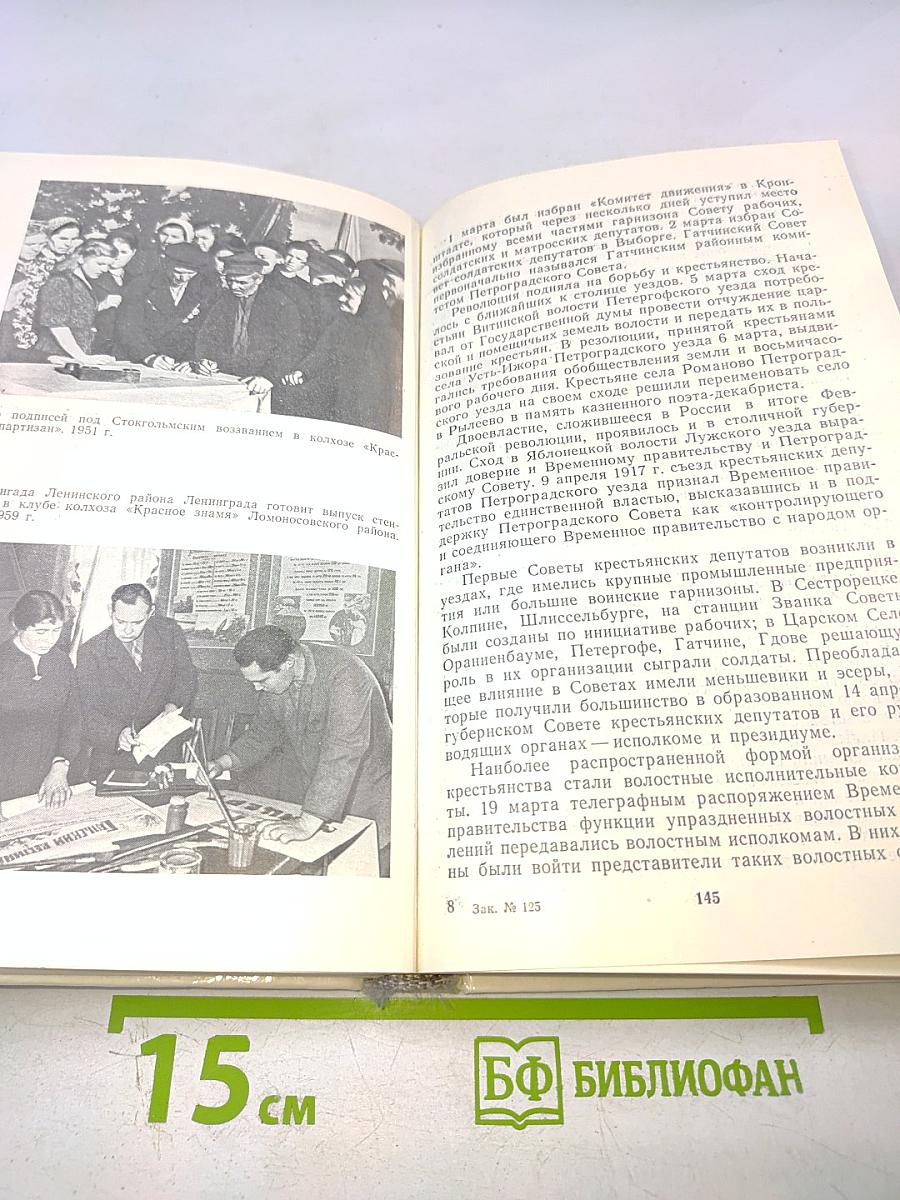 подписей под Стокгольмским воззванием в колхозе «Крас-
партизан». 1951 г.
игада Ленинского района Ленинграда готовит выпуск стен-
в клубе колхоза «Красное знамя» Ломоносовского района.
959 г.
1 марта был избран «Комитет движения» в Крон-
штадте, который через несколько дней уступил место
избранному всеми частями гарнизона Совету рабочих,
солдатских и матросских депутатов. 2 марта избран Со-
вет солдатских депутатов в Выборге. Гатчинский Совет
первоначально назывался Гатчинским районным коми-
тетом Петроградского Совета.
Революция подняла на борьбу и крестьянство. Нача-
лось с ближайших к столице уездов. 5 марта сход кре-
стьян Витинской волости Петергофского уезда потребо-
вал от Государственной думы провести отчуждение цар-
ской и помещичьих земель волости и передать их в поль-
зование крестьян. В резолюции, принятой крестьянами
села Усть-Ижора Петроградского уезда 6 марта, выдви-
гались требования обобществления земли и восьмичасо-
вого рабочего дня. Крестьяне села Романово Петроград-
ского уезда на своем сходе решили переименовать село
в Рылеево в память казненного поэта-декабриста.
Двоевластие, сложившееся в России в итоге Фев-
ральской революции, проявилось и в столичной губер-
нии. Сход в Яблонецкой волости Лужского уезда выра-
зил доверие и Временному правительству и Петроград-
скому Совету. 9 апреля 1917 г. съезд крестьянских депу-
татов Петроградского уезда признал Временное прави-
тельство единственной властью, высказавшись и в под-
держку Петроградского Совета как «контролирующего
и соединяющего Временное правительство с народом ор-
гана».
Первые Советы крестьянских депутатов возникли в
уездах, где имелись крупные промышленные предприя-
тия или большие воинские гарнизоны. В Сестрорецке
Колпине, Шлиссельбурге, на станции Званка Советы
были созданы по инициативе рабочих; в Царском Селе
Ораниенбауме, Петергофе, Гатчине, Гдове решающу
роль в их организации сыграли солдаты. Преоблада
щее влияние в Советах имели меньшевики и эсеры,
торые получили большинство в образованном 14 апр
губернском Совете крестьянских депутатов и его ру
водящих органах — исполкоме и президиуме.
Наиболее распространенной формой организ
крестьянства стали волостные исполнительные ко
ты. 19 марта телеграфным распоряжением Време
правительства функции упраздненных волостных
лений передавались волостным исполкомам. В них
ны были войти представители таких волостных о
8 Зак. № 125
145
15 см
БФ БИБЛИОФАН